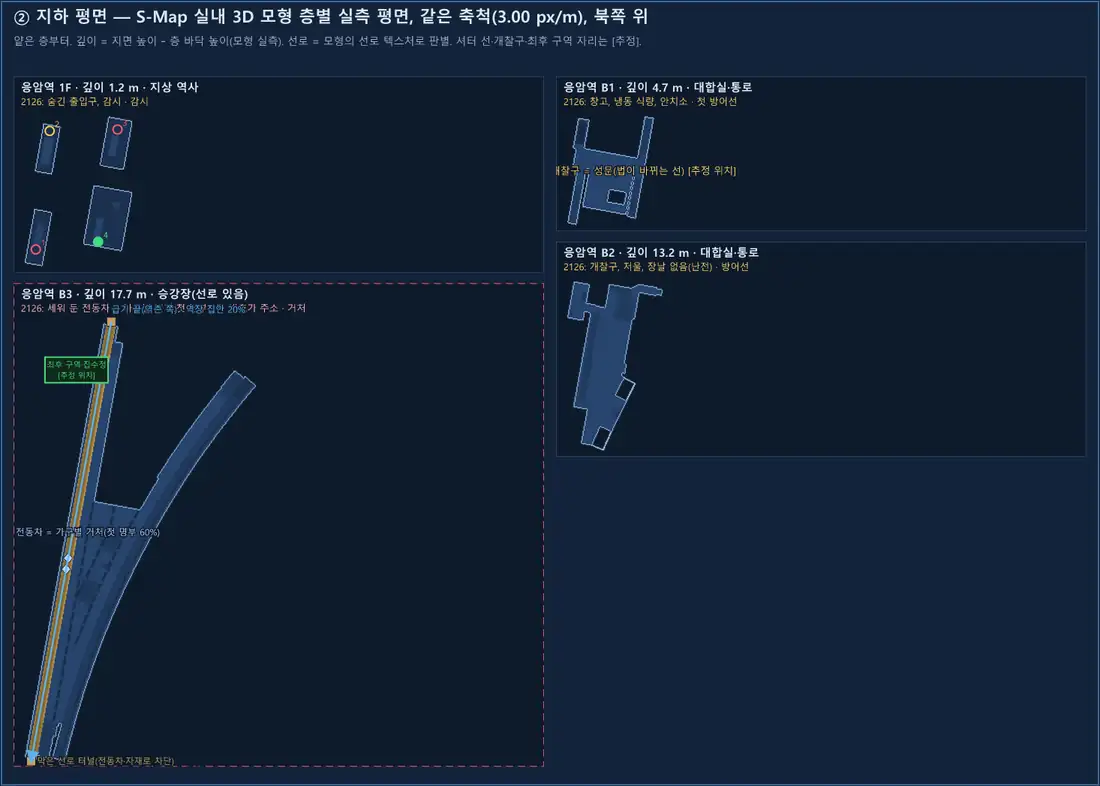 ② 지하 평면 — S-Map 실내 3D 모형 층별 실측 평면, 같은 축척(3.00 px/m), 북쪽 위
얕은 층부터. 깊이 = 지면 높이 − 층 바닥 높이(모형 실측). 선로 = 모형의 선로 텍스처로 판별. 셔터 선·개찰구·최후 구역 자리는 [추정].
응암역 1F · 깊이 1.2 m · 지상 역사
2126: 숨긴 출입구, 감시 · 감시
2
3
1
4
응암역 B1 · 깊이 4.7 m · 대합실·통로
2126: 창고, 냉동 식량, 안치소 · 첫 방어선
개찰구 = 성문(법이 바뀌는 선) [추정 위치]
응암역 B2 · 깊이 13.2 m · 대합실·통로
2126: 개찰구, 저울, 장날 없음(난전) · 방어선
응암역 B3 · 깊이 17.7 m · 승강장(선로 있음)
2126: 세워 둔 전동차 주소 · 거처
최후 구역·집수정
[추정 위치]
전동차 = 가구별 거처(첫 명부 60%)
막은 선로 터널(전동차·자재로 차단)